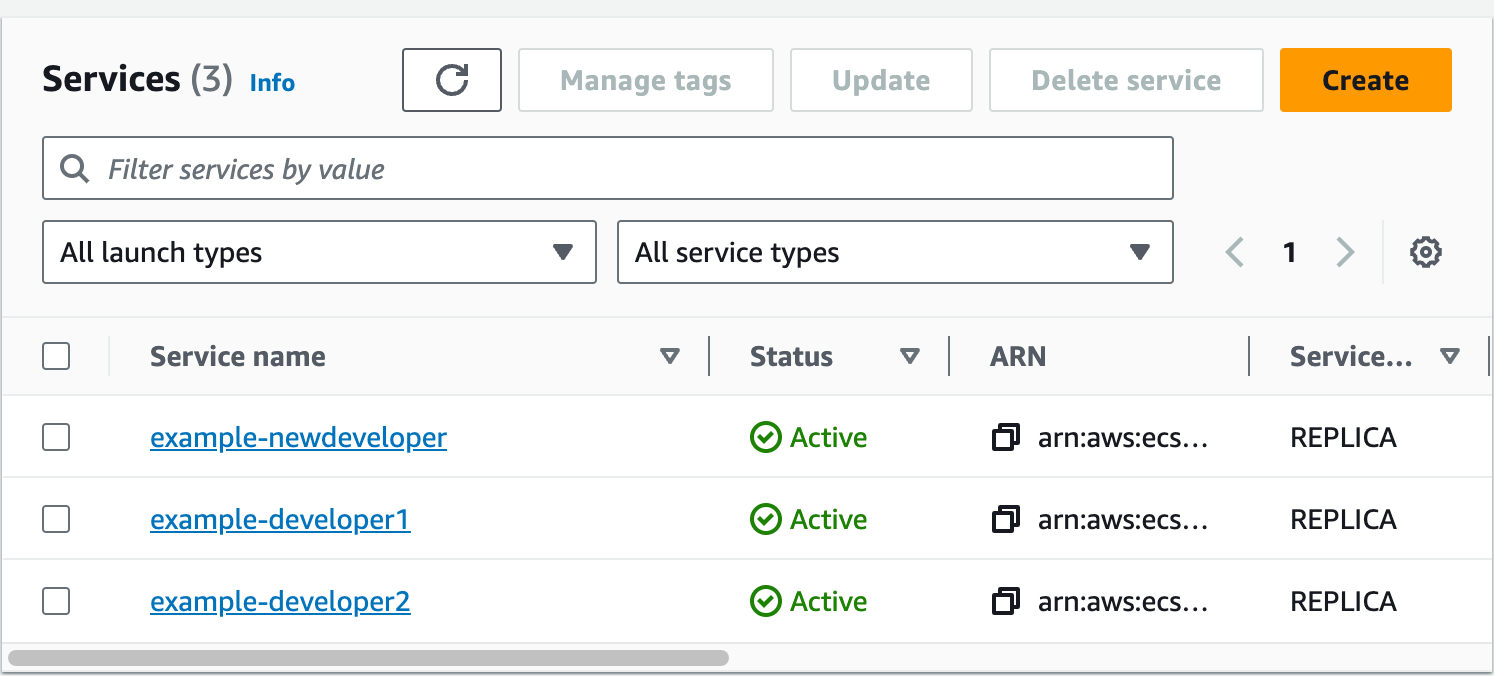 Services (3) Info Manage tags Update Delete service Create
Filter services by value
All launch types All service types 1
Service name Status ARN Service...
example-newdeveloper Active arn:aws:ecs... REPLICA
example-developer1 Active arn:aws:ecs... REPLICA
example-developer2 Active arn:aws:ecs... REPLICA